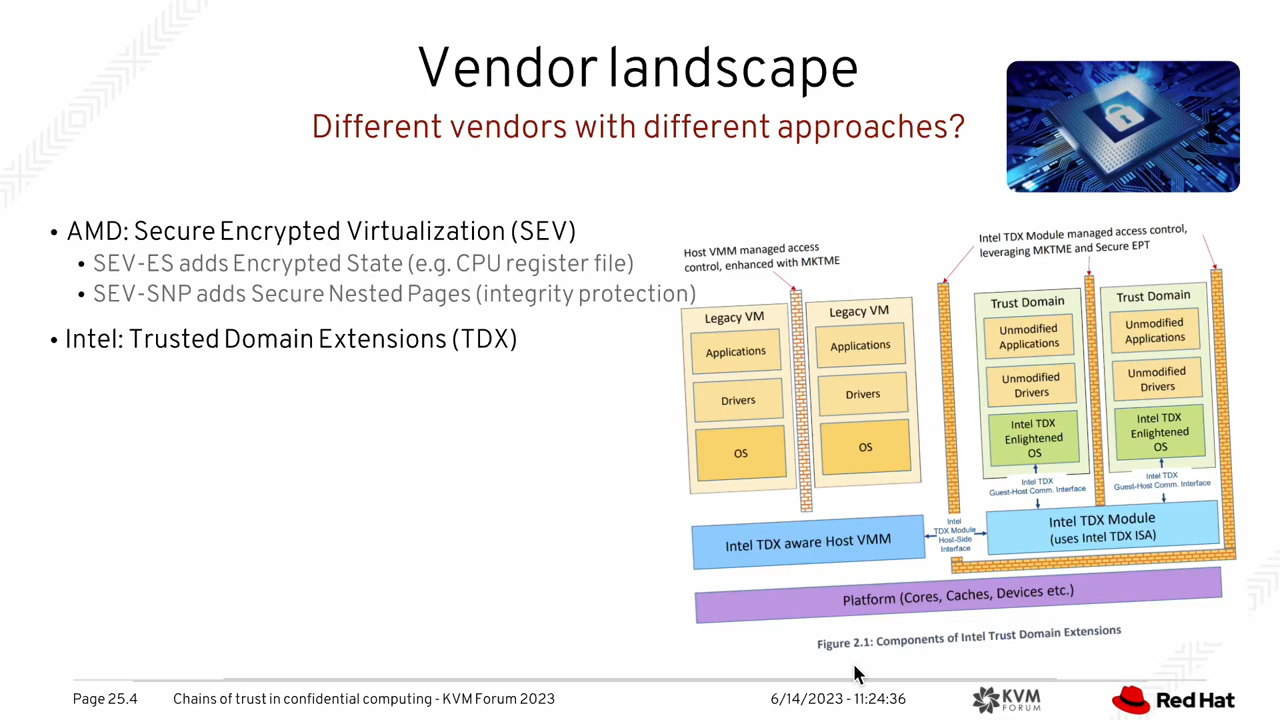 Vendor landscape
Different vendors with different approaches?
• AMD: Secure Encrypted Virtualization (SEV)
• SEV-ES adds Encrypted State (e.g. CPU register file)
• SEV-SNP adds Secure Nested Pages (integrity protection)
• Intel: Trusted Domain Extensions (TDX)
Host VMM managed access
control, enhanced with MKTME
Intel TDX Module managed access control,
leveraging MKTME and Secure EPT
Legacy VM
Applications
Drivers
OS
Legacy VM
Applications
Drivers
OS
Trust Domain
Unmodified
Applications
Unmodified
Drivers
Intel TDX
Enlightened
OS
Trust Domain
Unmodified
Applications
Unmodified
Drivers
Intel TDX
Enlightened
OS
Intel TDX
Guest-Host Comm. Interface
Intel TDX
Guest-Host Comm. Interface
Intel TDX aware Host VMM
Intel
TDX Module
Host-Side
Interface
Intel TDX Module
(uses Intel TDX ISA)
Platform (Cores, Caches, Devices etc.)
Figure 2.1: Components of Intel Trust Domain Extensions
Page 25.4
Chains of trust in confidential computing - KVM Forum 2023
6/14/2023 - 11:24:36
KVM
FORUM
Red Hat